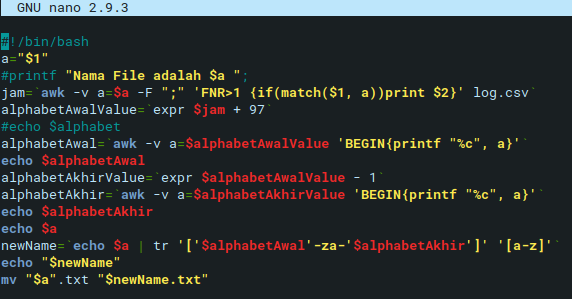 GNU nano 2.9.3
#!/bin/bash
a="$1"
#printf "Nama File adalah $a ";
jam=`awk -v a=$a -F ";" 'FNR>1 {if(match($1, a))print $2}' log.csv`
alphabetAwalValue=`expr $jam + 97`
#echo $alphabet
alphabetAwal=`awk -v a=$alphabetAwalValue 'BEGIN{printf "%c", a}'`
echo $alphabetAwal
alphabetAkhirValue=`expr $alphabetAwalValue - 1`
alphabetAkhir=`awk -v a=$alphabetAkhirValue 'BEGIN{printf "%c", a}'`
echo $alphabetAkhir
echo $a
newName=`echo $a | tr '['$alphabetAwal'-za-'$alphabetAkhir']' '[a-z]'`
echo "$newName"
mv "$a".txt "$newName.txt"